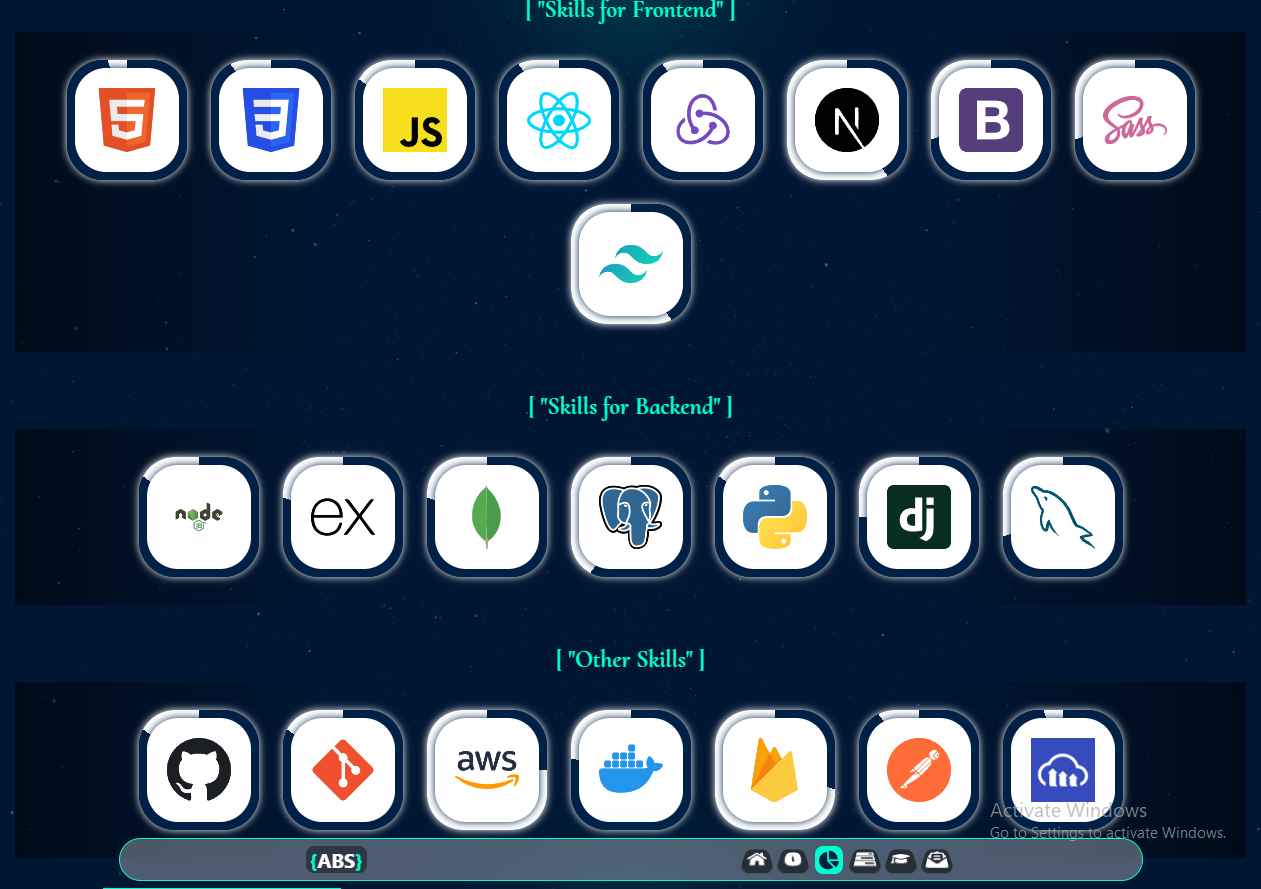 [ "Skills for Frontend" ]
5 3 JS N B Sass
[ "Skills for Backend" ]
node ex dj
JS
[ "Other Skills" ]
aws
Activate Windows
Go to Settings to activate Windows.
{ABS}